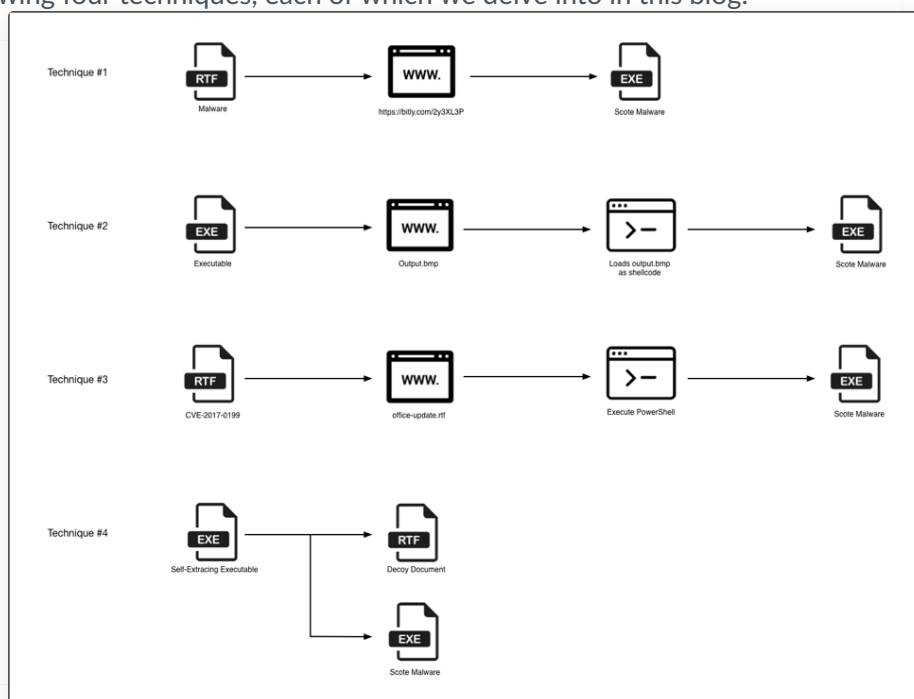 wing four techniques, each of which we delve into in this blog.
Technique #1
RTF
WWW.
EXE
Malware
https://bitly.com/2y3XL3P
Scote Malware
Technique #2
EXE
WWW.
EXE
Executable
Output.bmp
Loads output.bmp
as shellcode
Scote Malware
Technique #3
RTF
WWW.
EXE
CVE-2017-0199
office-update.rtf
Execute PowerShell
Scote Malware
Technique #4
EXE
RTF
Self-Extracing Executable
Decoy Document
EXE
Scote Malware